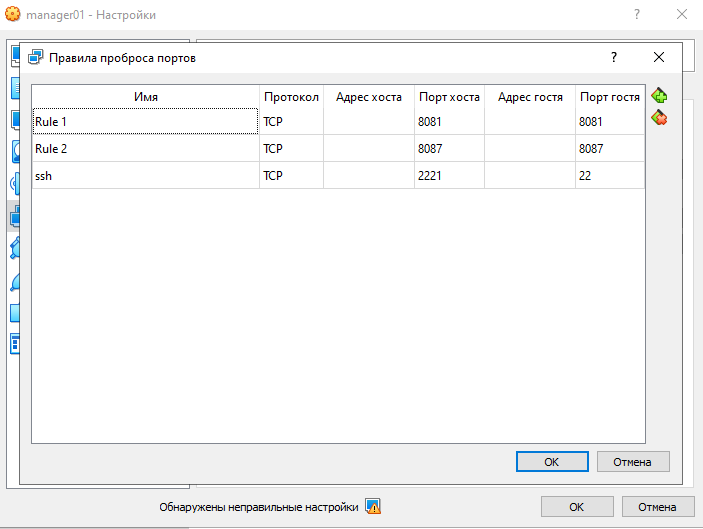 manager01 - Настройки
?
Правила проброса портов
?
Имя Протокол Адрес хоста Порт хоста Адрес гостя Порт гостя
Rule 1 TCP 8081 8081
Rule 2 TCP 8087 8087
ssh TCP 2221 22
OK Отмена
Обнаружены неправильные настройки OK Отмена